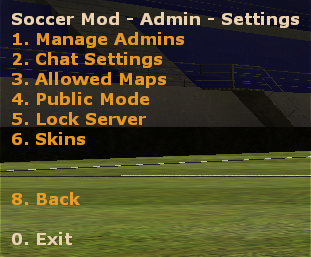 Soccer Mod - Admin - Settings
1. Manage Admins
2. Chat Settings
3. Allowed Maps
4. Public Mode
5. Lock Server
6. Skins
8. Back
0. Exit